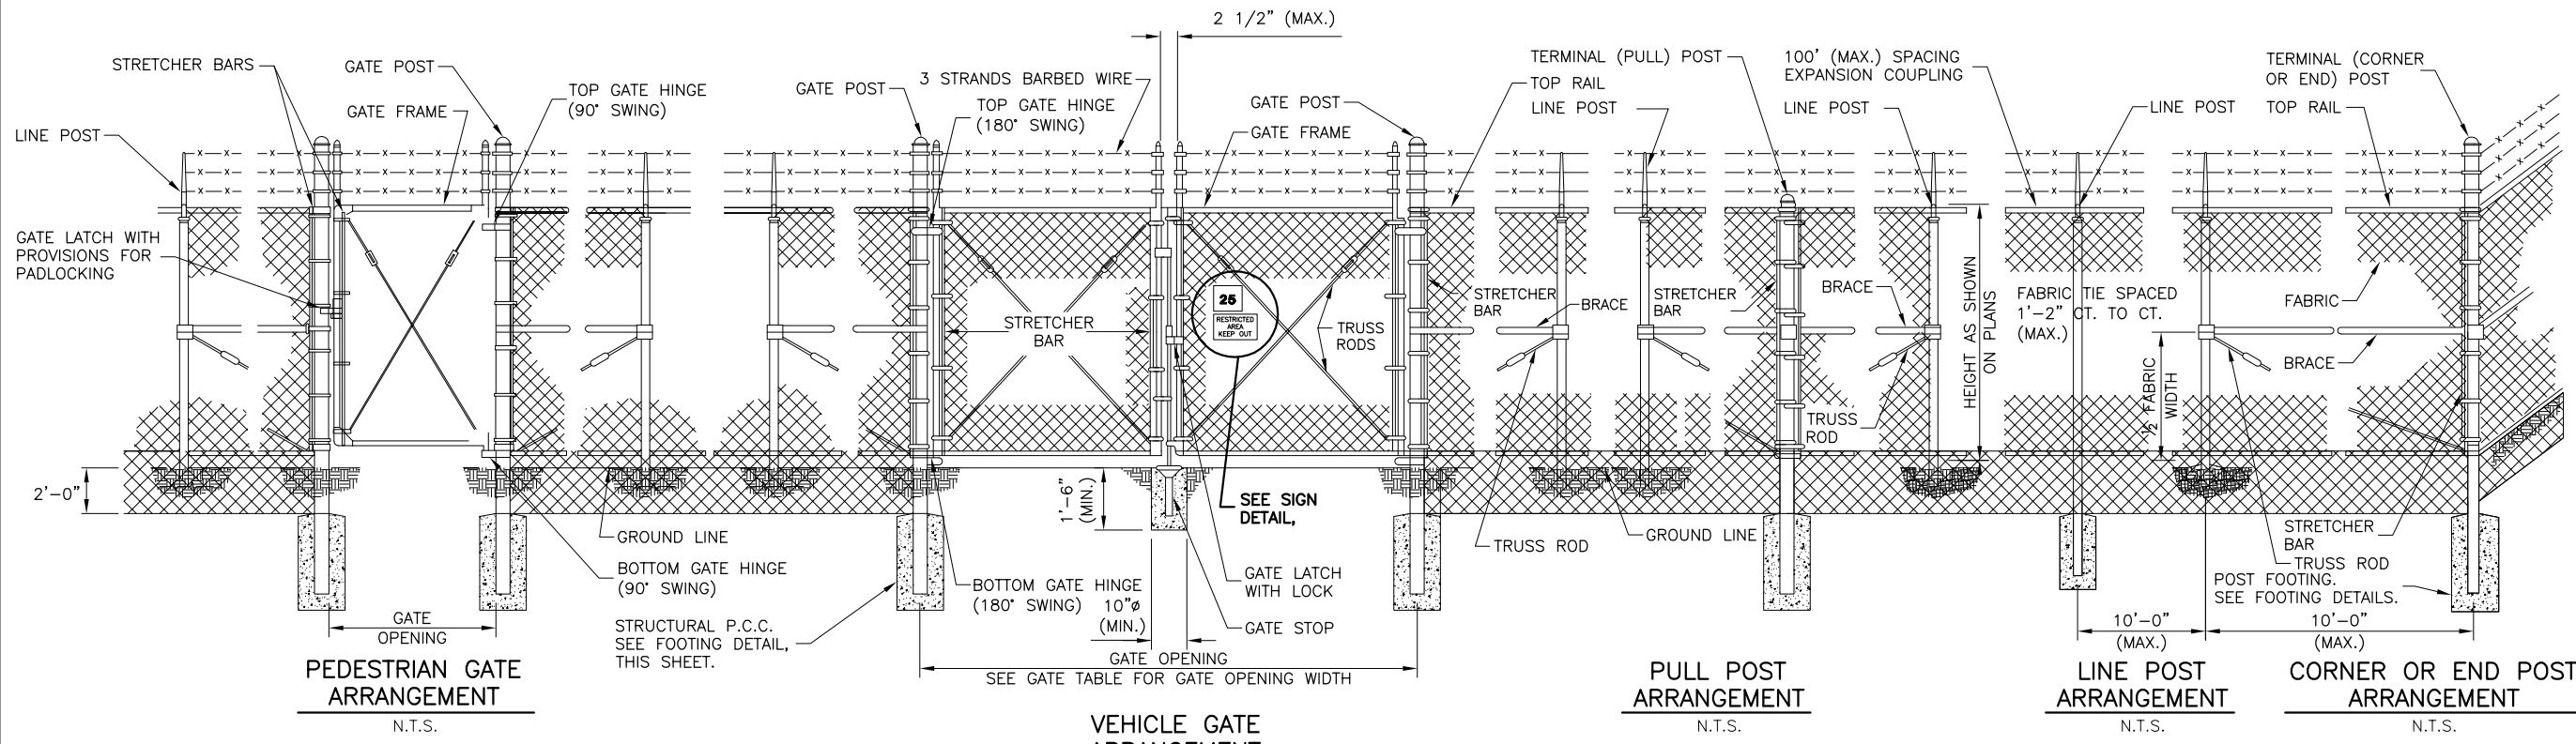 2 1/2" (MAX.)
STRETCHER BARS
GATE POST
GATE FRAME
TOP GATE HINGE
(90° SWING)
LINE POST
GATE LATCH WITH
PROVISIONS FOR
PADLOCKING
GATE POST
3 STRANDS BARBED WIRE
TOP GATE HINGE
(180° SWING)
GATE POST
GATE FRAME
TERMINAL (PULL) POST
TOP RAIL
LINE POST
100' (MAX.) SPACING
EXPANSION COUPLING
LINE POST
LINE POST
TERMINAL (CORNER
OR END) POST
TOP RAIL
STRETCHER
BAR
25
RESTRICTED
AREA
KEEP OUT
TRUSS
RODS
STRETCHER
BAR
BRACE
STRETCHER
BAR
BRACE
TRUSS
ROD
HEIGHT AS SHOWN
ON PLANS
FABRIC TIE SPACED
1'-2" CT. TO CT.
(MAX.)
1/2 FABRIC
WIDTH
FABRIC
BRACE
2'-0"
1'-6"
(MIN.)
SEE SIGN
DETAIL,
GROUND LINE
BOTTOM GATE HINGE
(90° SWING)
BOTTOM GATE HINGE
(180° SWING)
10"ø
(MIN.)
GATE LATCH
WITH LOCK
GATE STOP
TRUSS ROD
GROUND LINE
STRETCHER
BAR
TRUSS ROD
POST FOOTING.
SEE FOOTING DETAILS.
STRUCTURAL P.C.C.
SEE FOOTING DETAIL,
THIS SHEET.
GATE
OPENING
GATE OPENING
SEE GATE TABLE FOR GATE OPENING WIDTH
10'-0"
(MAX.)
10'-0"
(MAX.)
PEDESTRIAN GATE
ARRANGEMENT
N.T.S.
VEHICLE GATE
ARRANGEMENT
PULL POST
ARRANGEMENT
N.T.S.
LINE POST
ARRANGEMENT
N.T.S.
CORNER OR END POST
ARRANGEMENT
N.T.S.